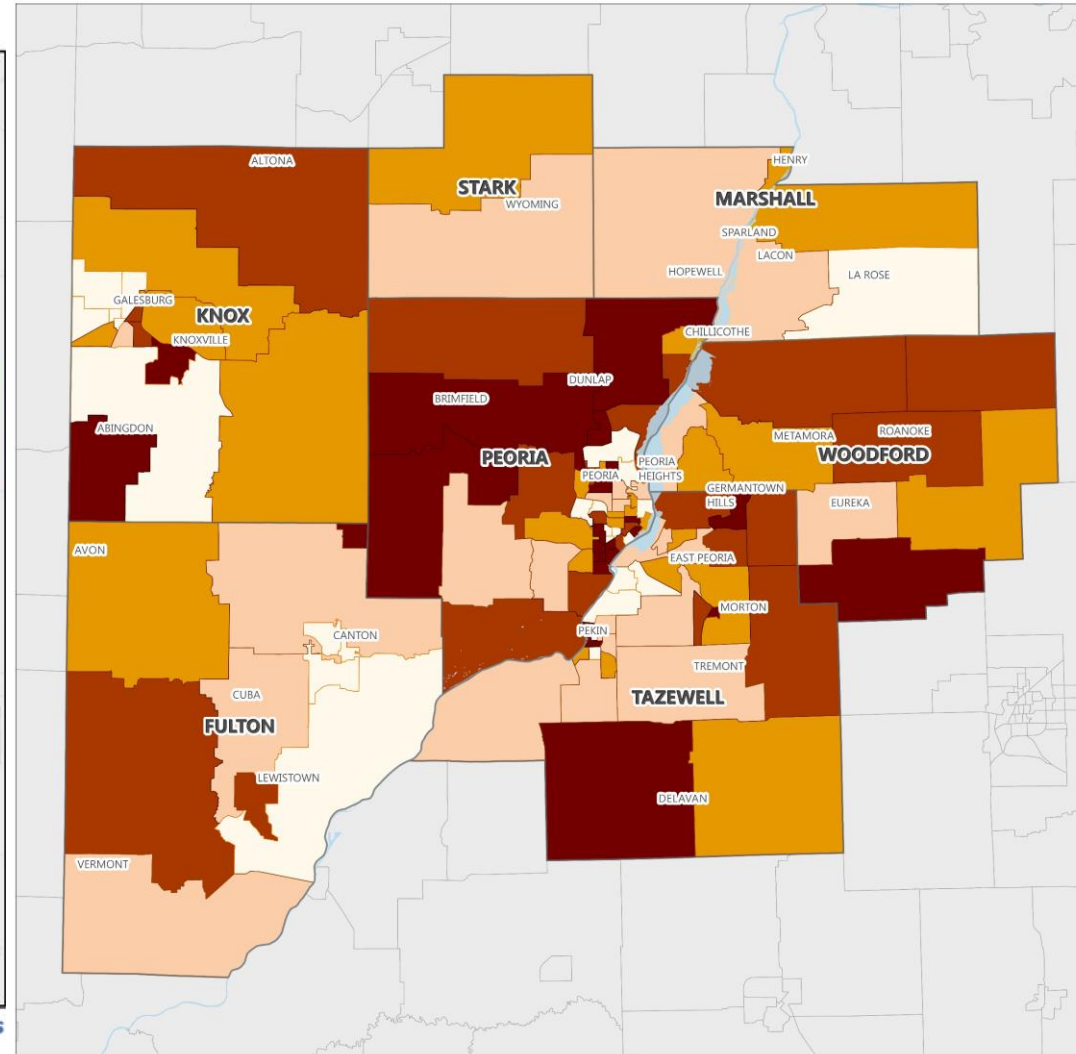 ALTONA
HENRY
STARK
MARSHALL
WYOMING
SPARLAND
LACON
HOPEWELL
LA ROSE
GALESBURG
KNOX
CHILLICOTHE
KNOXVILLE
DUNLAP
BRIMFIELD
ABINGDON
METAMORA
ROANOKE
PEORIA
WOODFORD
PEORIA
HEIGHTS
PEORIA
GERMANTOWN
HILLS
EUREKA
AVON
EAST PEORIA
MORTON
PEKIN
CANTON
TREMONT
CUBA
TAZEWELL
FULTON
LEWISTOWN
DELAVAN
VERMONT
s